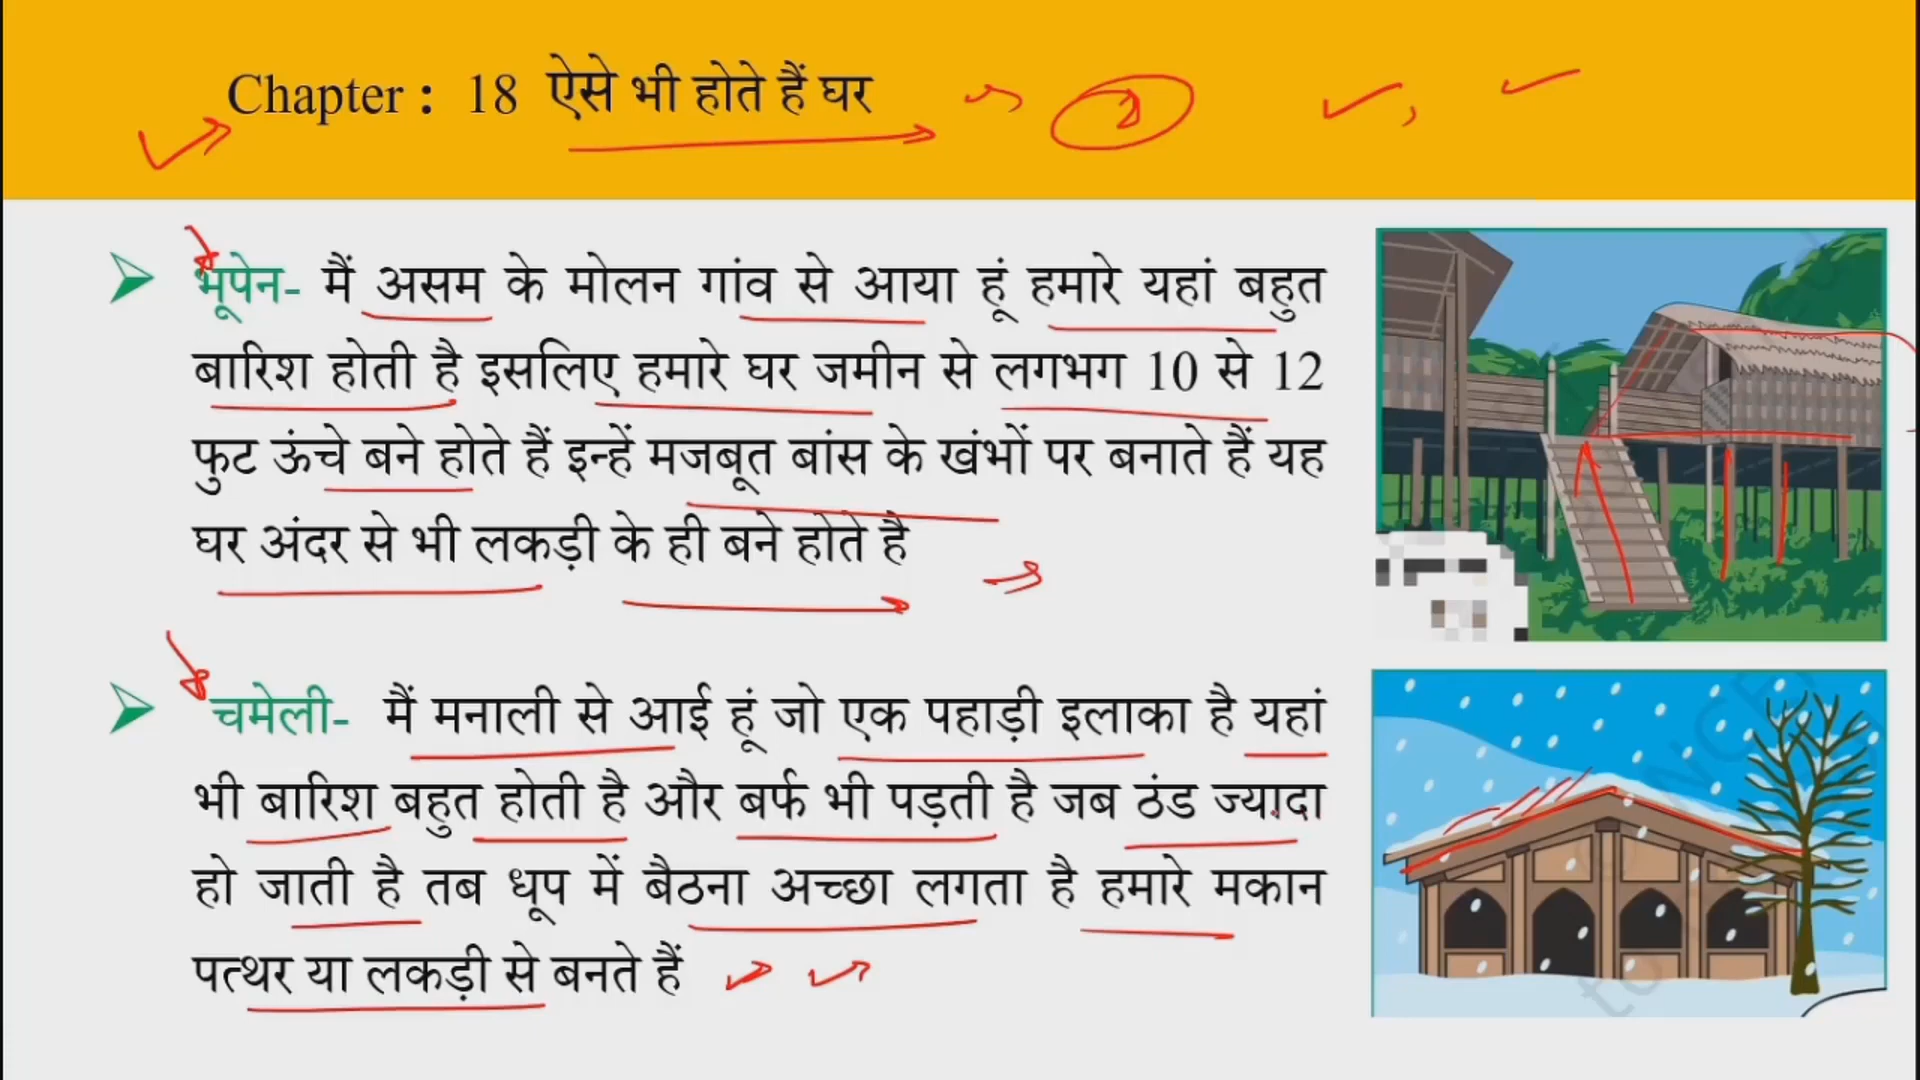 Chapter : 18 ऐसे भी होते हैं घर
भूपेन- मैं असम के मोलन गांव से आया हूं हमारे यहां बहुत
बारिश होती है इसलिए हमारे घर जमीन से लगभग 10 से 12
फुट ऊंचे बने होते हैं इन्हें मजबूत बांस के खंभों पर बनाते हैं यह
घर अंदर से भी लकड़ी के ही बने होते है
चमेली- मैं मनाली से आई हूं जो एक पहाड़ी इलाका है यहां
भी बारिश बहुत होती है और बर्फ भी पड़ती है जब ठंड ज्यादा
हो जाती है तब धूप में बैठना अच्छा लगता है हमारे मकान
पत्थर या लकड़ी से बनते हैं